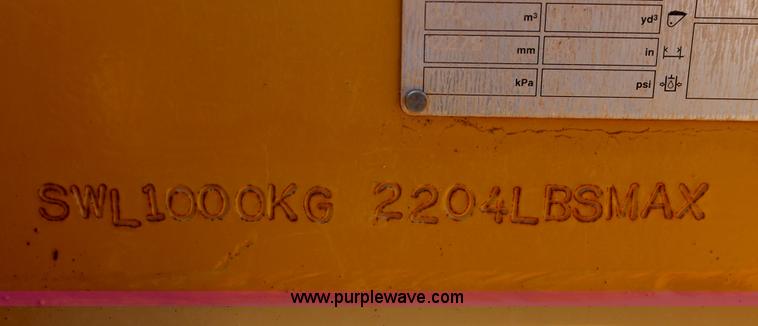 m³ yd³
mm in
kPa psi
SWL1000KG 2204LBSMAX
www.purplewave.com